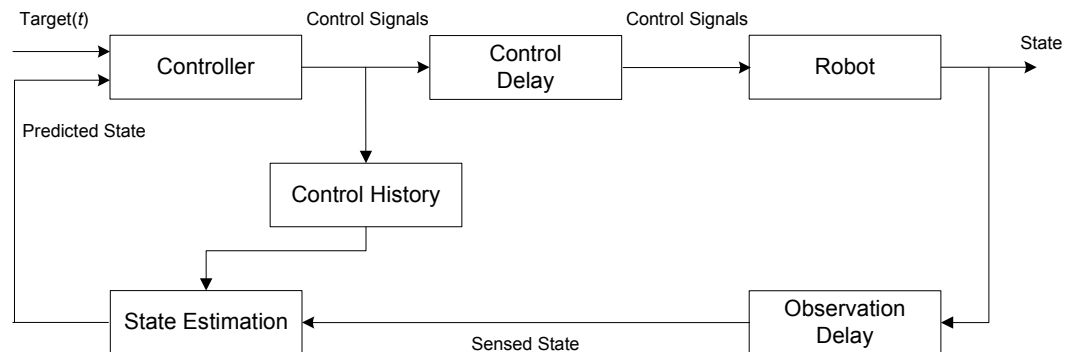 Target(t)
Control Signals
Control Signals
State
Controller
Control
Delay
Robot
Predicted State
Control History
State Estimation
Observation
Delay
Sensed State